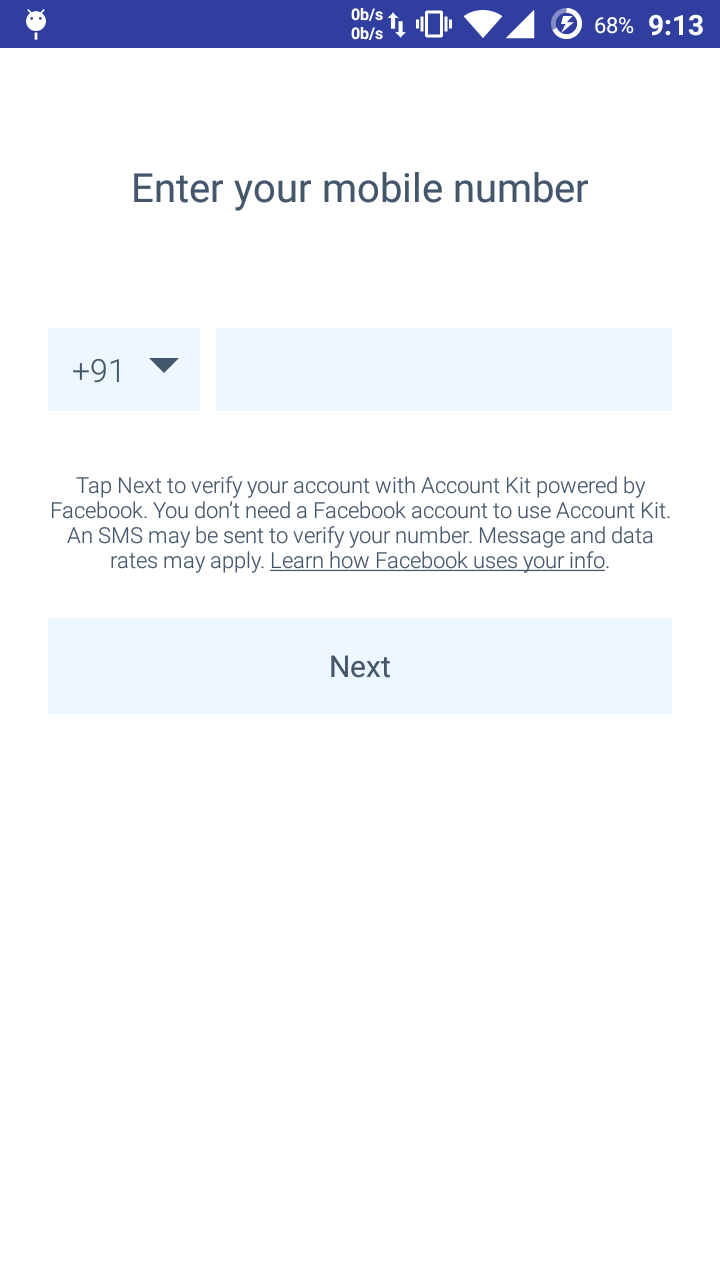 0b/s
0b/s
68% 9:13
Enter your mobile number
+91
Tap Next to verify your account with Account Kit powered by
Facebook. You don't need a Facebook account to use Account Kit.
An SMS may be sent to verify your number. Message and data
rates may apply. Learn how Facebook uses your info.
Next